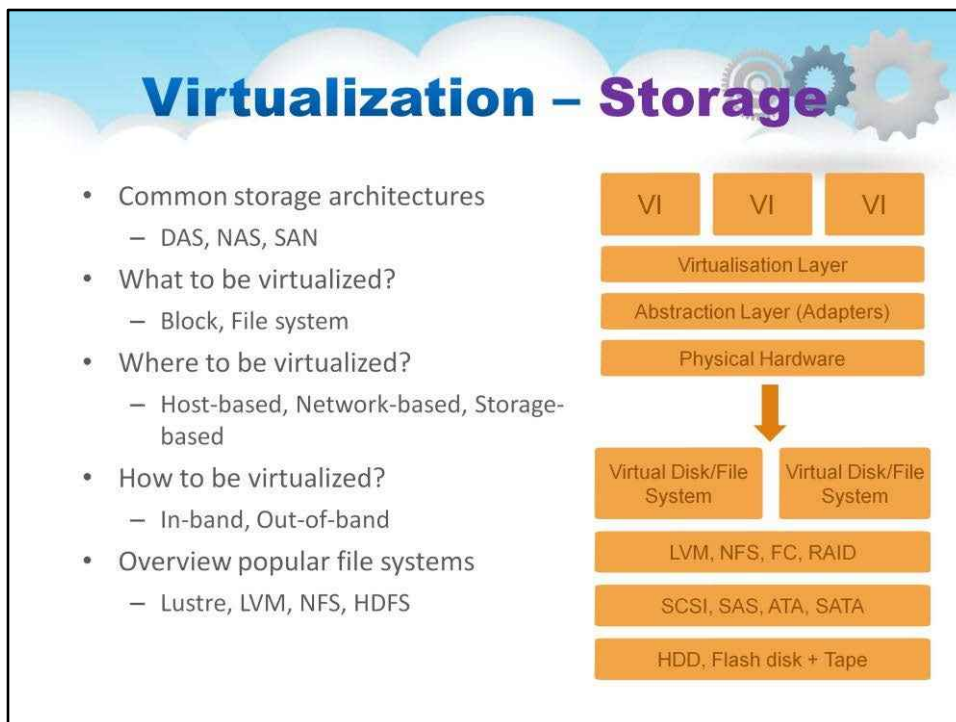 Virtualization – Storage
• Common storage architectures
– DAS, NAS, SAN
• What to be virtualized?
– Block, File system
• Where to be virtualized?
– Host-based, Network-based, Storage-
based
• How to be virtualized?
– In-band, Out-of-band
• Overview popular file systems
– Lustre, LVM, NFS, HDFS
VI VI VI
Virtualisation Layer
Abstraction Layer (Adapters)
Physical Hardware
Virtual Disk/File
System
Virtual Disk/File
System
LVM, NFS, FC, RAID
SCSI, SAS, ATA, SATA
HDD, Flash disk + Tape